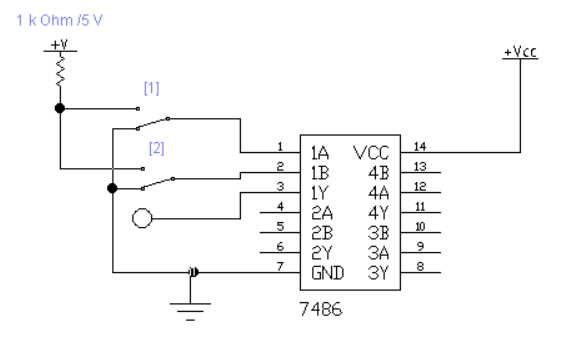 1 k Ohm /5 V
+V
+Vcc
[1]
[2]
1 1A VCC 14
2 1B 4B 13
3 1Y 4A 12
4 2A 4Y 11
5 2B 3B 10
6 2Y 3A 9
7 GND 3Y 8
7486